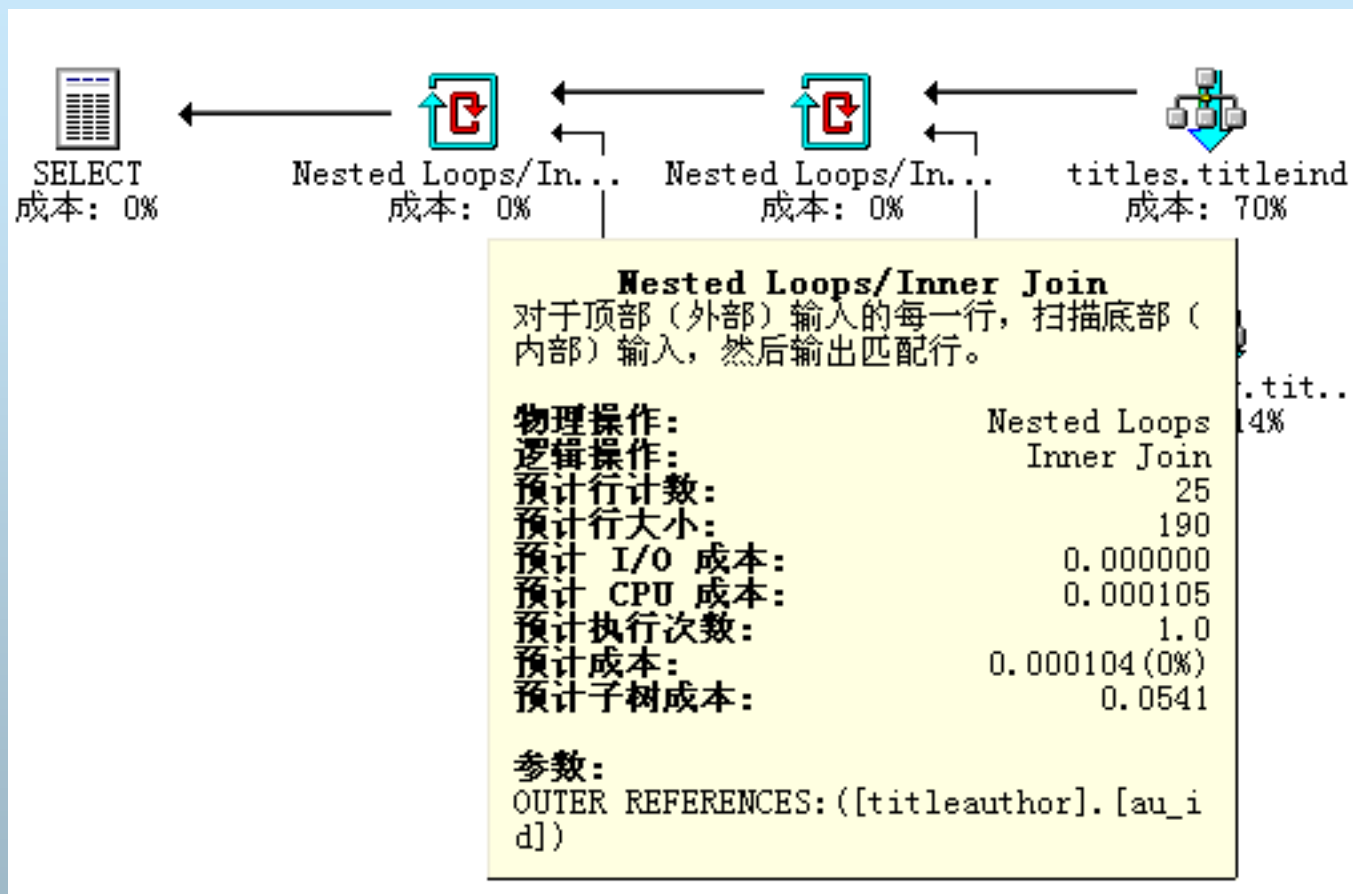 SELECT
成本: 0%
Nested Loops/In...
成本: 0%
Nested Loops/In...
成本: 0%
titles.titleind
成本: 70%
Nested Loops/Inner Join
对于顶部（外部）输入的每一行，扫描底部（
内部）输入，然后输出匹配行。
.tit..
14%
物理操作: Nested Loops
逻辑操作: Inner Join
预计行计数: 25
预计行大小: 190
预计 I/O 成本: 0.000000
预计 CPU 成本: 0.000105
预计执行次数: 1.0
预计成本: 0.000104(0%)
预计子树成本: 0.0541
参数:
OUTER REFERENCES:([titleauthor].[au_i
d])